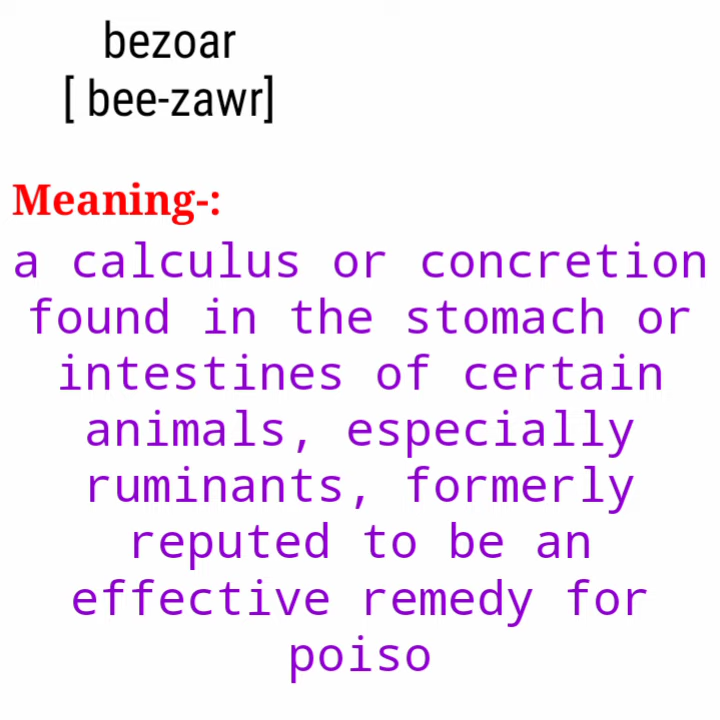 bezoar
[ bee-zawr]
Meaning-:
a calculus or concretion
found in the stomach or
intestines of certain
animals, especially
ruminants, formerly
reputed to be an
effective remedy for
poiso